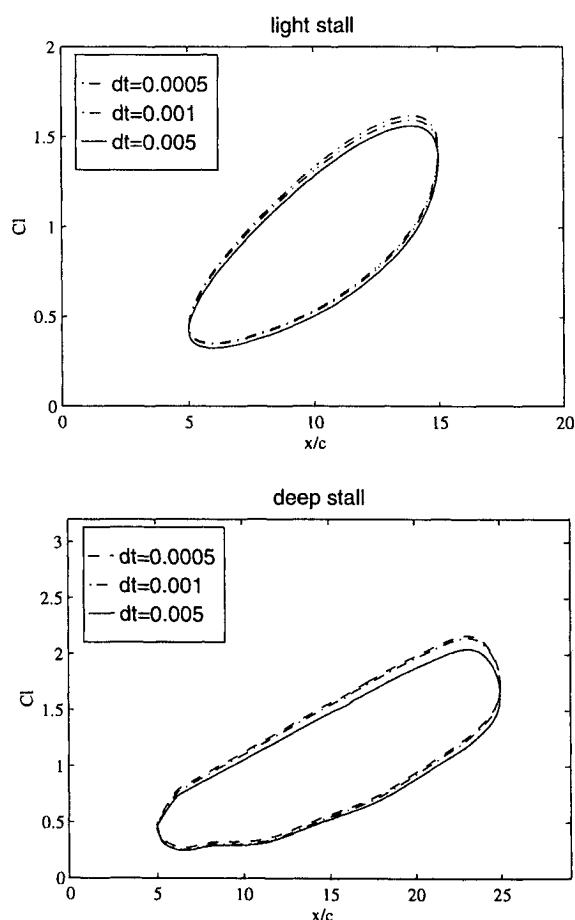 light stall
2
dt=0.0005
dt=0.001
dt=0.005
1.5
Cl
1
0.5
0
0 5 10 15 20
x/c
deep stall
3
dt=0.0005
dt=0.001
dt=0.005
2.5
2
Cl
1.5
1
0.5
0
0 5 10 15 20 25
x/c